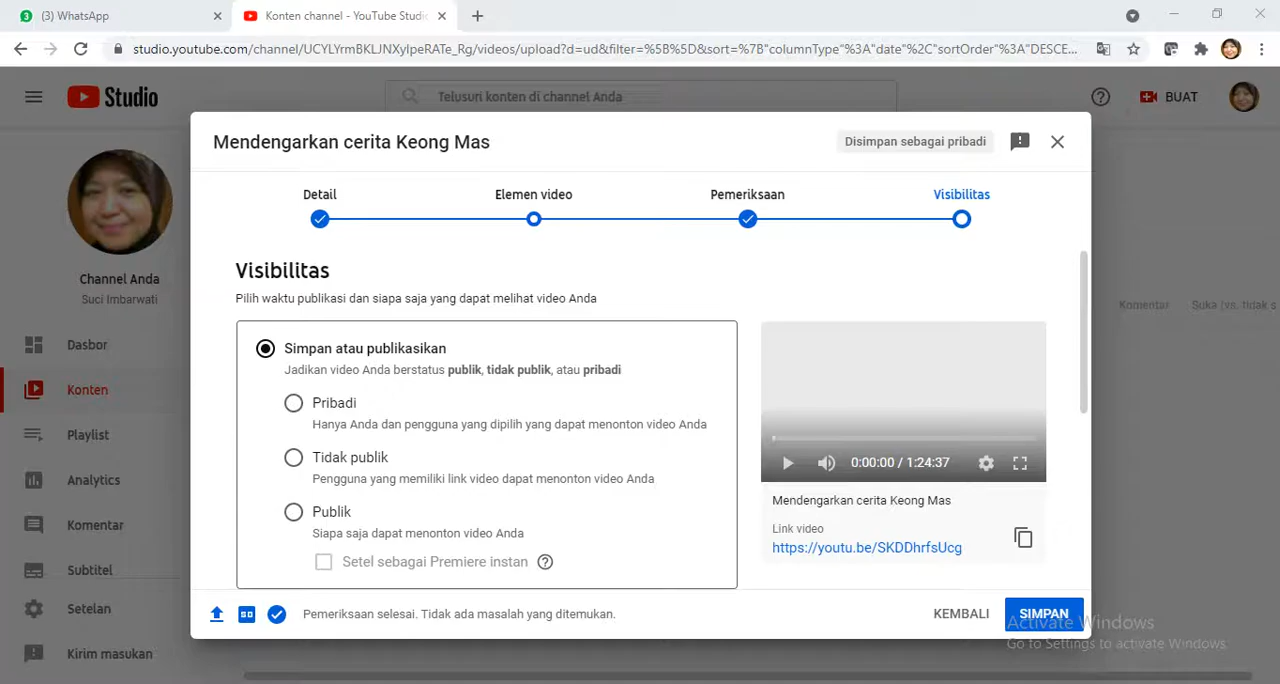 (3) WhatsApp
Konten channel - YouTube Studio
studio.youtube.com/channel/UCYLYrmBKLJNXyIpeRATe_Rg/videos/upload?d=ud&filter=%5B%5D&sort=%7B"columnType"%3A"date"%2C"sortOrder"%3A"DESCE...
Studio
Telusuri konten di channel Anda
BUAT
Mendengarkan cerita Keong Mas
Disimpan sebagai pribadi
Detail
Elemen video
Pemeriksaan
Visibilitas
Channel Anda
Suci Imbarwati
Dasbor
Konten
Playlist
Analytics
Komentar
Subtitel
Setelan
Kirim masukan
Komentar
Suka (vs. tidak s
Visibilitas
Pilih waktu publikasi dan siapa saja yang dapat melihat video Anda
Simpan atau publikasikan
Jadikan video Anda berstatus publik, tidak publik, atau pribadi
Pribadi
Hanya Anda dan pengguna yang dipilih yang dapat menonton video Anda
Tidak publik
Pengguna yang memiliki link video dapat menonton video Anda
Publik
Siapa saja dapat menonton video Anda
Setel sebagai Premiere instan
0:00:00 / 1:24:37
Mendengarkan cerita Keong Mas
Link video
https://youtu.be/SKDDhrfsUcg
Pemeriksaan selesai. Tidak ada masalah yang ditemukan.
KEMBALI
SIMPAN
Activate Windows
Go to Settings to activate Windows.